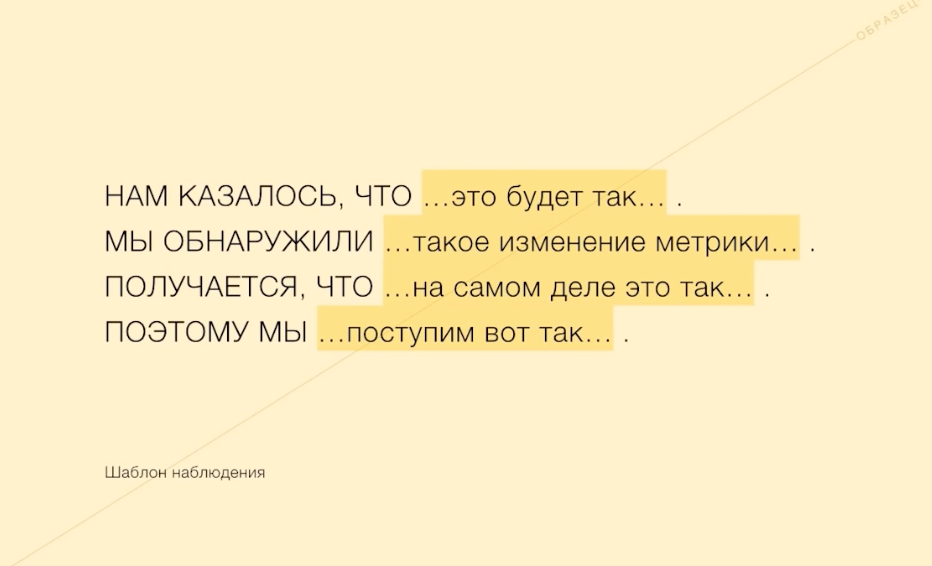 ОБРАЗЕЦ
НАМ КАЗАЛОСЬ, ЧТО ...это будет так... .
МЫ ОБНАРУЖИЛИ ...такое изменение метрики... .
ПОЛУЧАЕТСЯ, ЧТО ...на самом деле это так... .
ПОЭТОМУ МЫ ...поступим вот так... .
Шаблон наблюдения